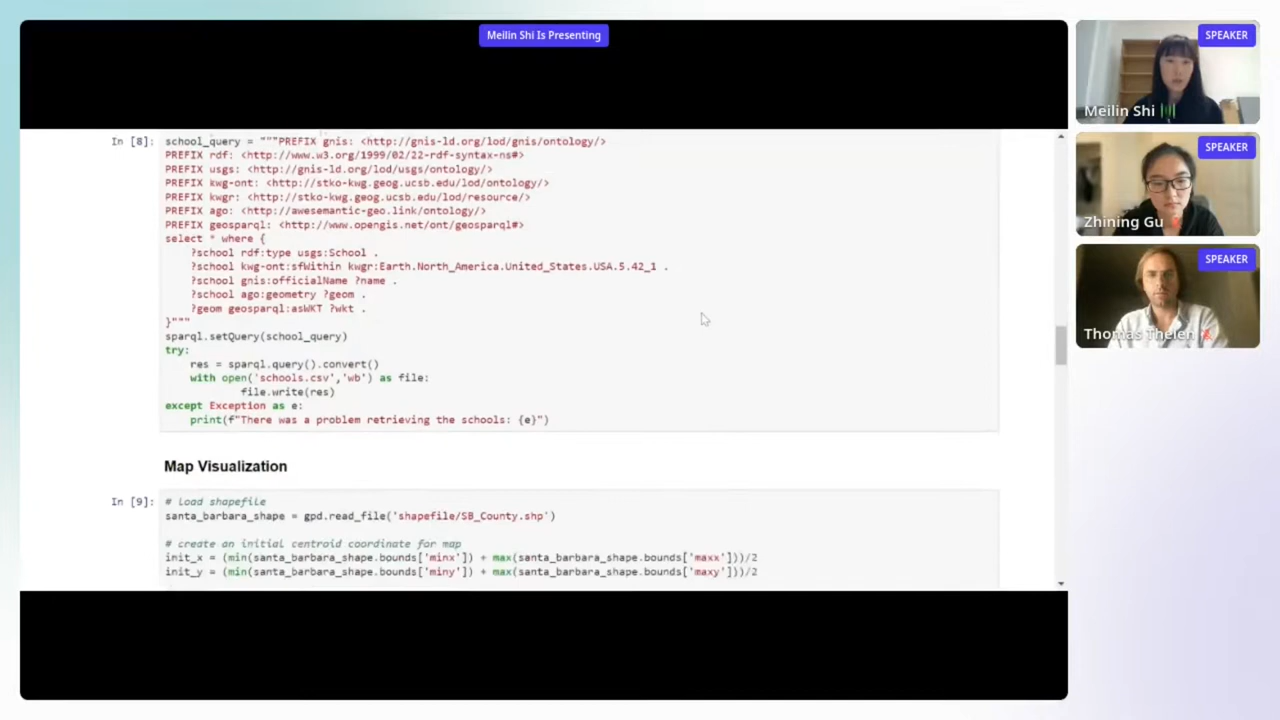 Meilin Shi Is Presenting
SPEAKER
Meilin Shi
SPEAKER
Zhining Gu
SPEAKER
Thomas Thelen
In [8]: school_query = """PREFIX gnis: <http://gnis-ld.org/lod/gnis/ontology/>
PREFIX rdf: <http://www.w3.org/1999/02/22-rdf-syntax-ns#>
PREFIX usgs: <http://gnis-ld.org/lod/usgs/ontology/>
PREFIX kwg-ont: <http://stko-kwg.geog.ucsb.edu/lod/ontology/>
PREFIX kwgr: <http://stko-kwg.geog.ucsb.edu/lod/resource/>
PREFIX ago: <http://awesemantic-geo.link/ontology/>
PREFIX geosparql: <http://www.opengis.net/ont/geosparql#>
select * where {
?school rdf:type usgs:School .
?school kwg-ont:sfWithin kwgr:Earth.North_America.United_States.USA.5.42_1 .
?school gnis:officialName ?name .
?school ago:geometry ?geom .
?geom geosparql:asWKT ?wkt .
}"""
sparql.setQuery(school_query)
try:
res = sparql.query().convert()
with open('schools.csv','wb') as file:
file.write(res)
except Exception as e:
print(f"There was a problem retrieving the schools: {e}")
Map Visualization
In [9]: # load shapefile
santa_barbara_shape = gpd.read_file('shapefile/SB_County.shp')
# create an initial centroid coordinate for map
init_x = (min(santa_barbara_shape.bounds['minx']) + max(santa_barbara_shape.bounds['maxx']))/2
init_y = (min(santa_barbara_shape.bounds['miny']) + max(santa_barbara_shape.bounds['maxy']))/2